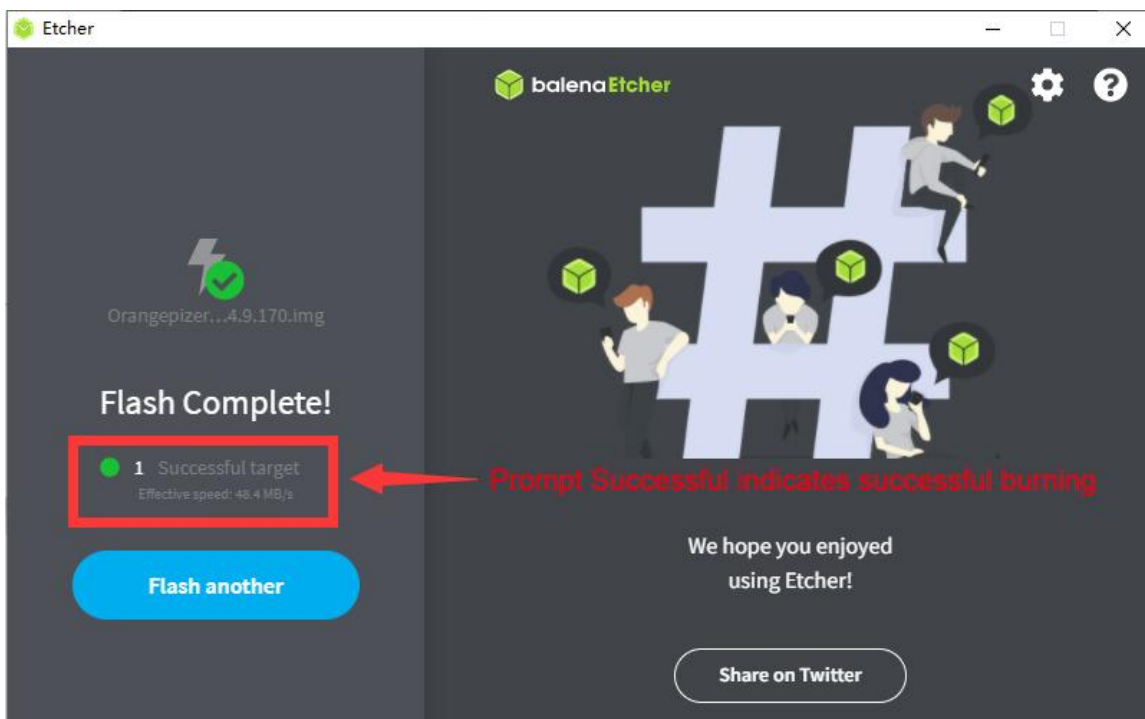 Etcher
balenaEtcher
Orangepizer...4.9.170.img
Flash Complete!
1 Successful target
Effective speed: 48.4 MB/s
Prompt Successful indicates successful burning
Flash another
We hope you enjoyed
using Etcher!
Share on Twitter